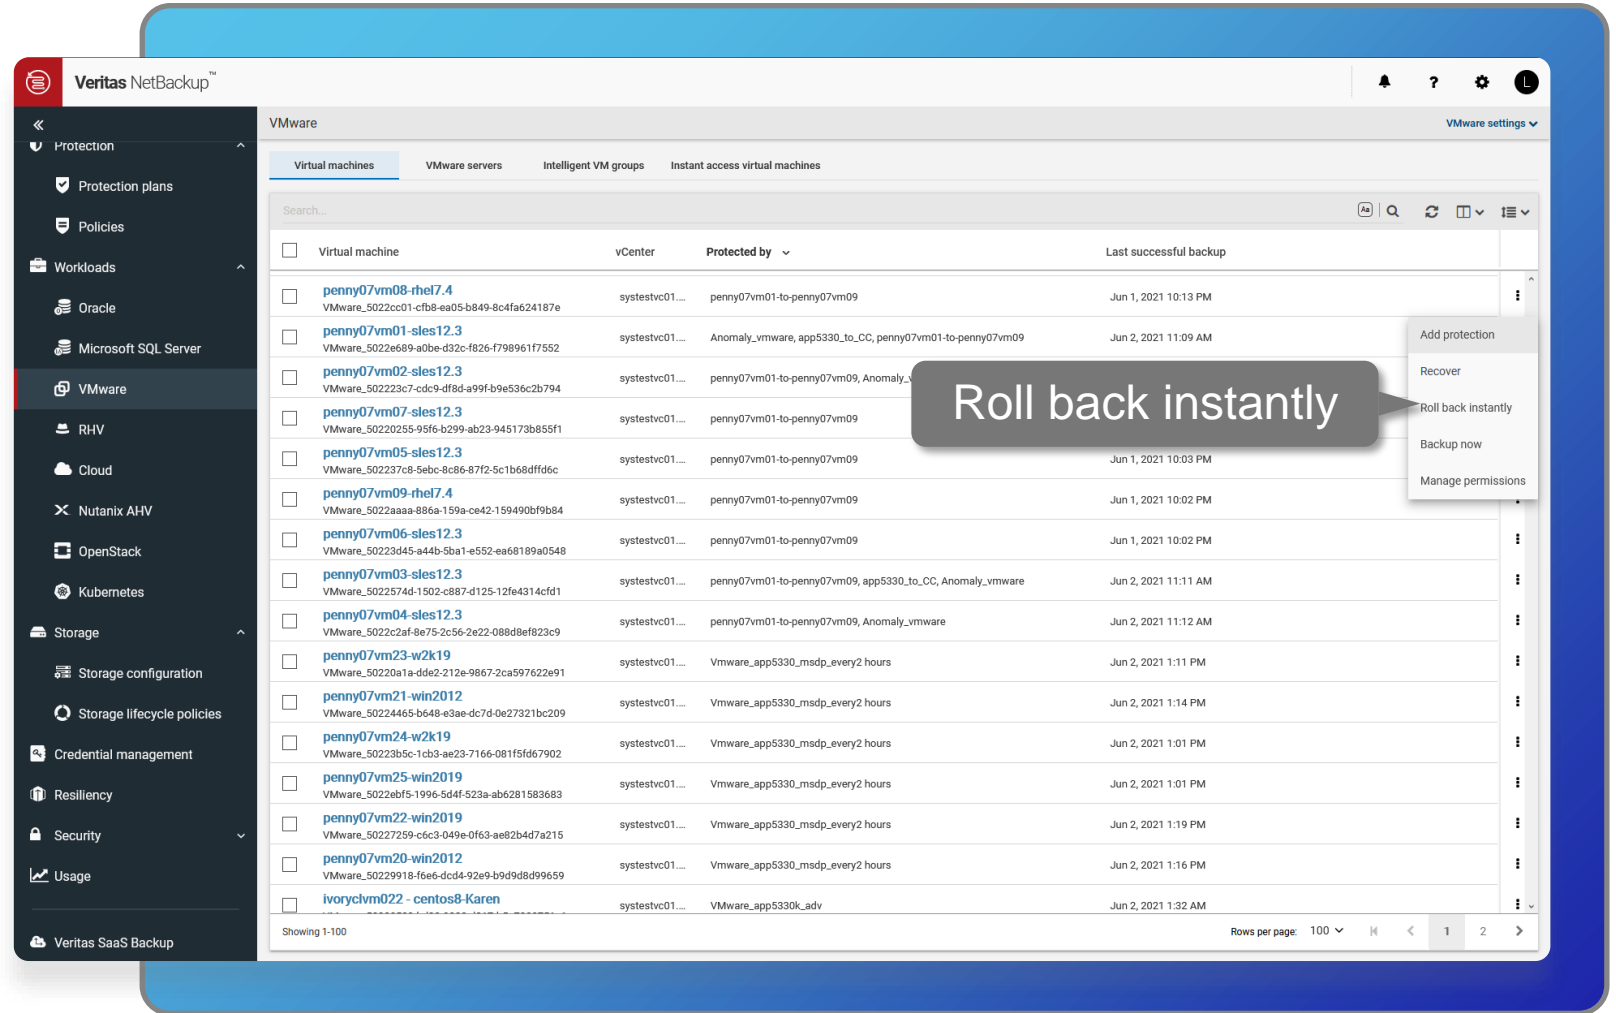 Veritas NetBackup™
L
VMware
VMware settings
Protection
Protection plans
Policies
Workloads
Oracle
Microsoft SQL Server
VMware
RHV
Cloud
Nutanix AHV
OpenStack
Kubernetes
Storage
Storage configuration
Storage lifecycle policies
Credential management
Resiliency
Security
Usage
Veritas SaaS Backup
Virtual machines VMware servers Intelligent VM groups Instant access virtual machines
Search...
Virtual machine vCenter Protected by Last successful backup
penny07vm08-rhel7.4
VMware_5022cc01-cfb8-ea05-b849-8c4fa624187e systestvc01.... penny07vm01-to-penny07vm09 Jun 1, 2021 10:13 PM
penny07vm01-sles12.3
VMware_5022e689-a0be-d32c-f826-f798961f7552 systestvc01.... Anomaly_vmware, app5330_to_CC, penny07vm01-to-penny07vm09 Jun 2, 2021 11:09 AM
penny07vm02-sles12.3
VMware_502223c7-cdc9-df8d-a99f-b9e536c2b794 systestvc01.... penny07vm01-to-penny07vm09, Anomaly_v
penny07vm07-sles12.3
VMware_50220255-95f6-b299-ab23-945173b855f1 systestvc01.... penny07vm01-to-penny07vm09
penny07vm05-sles12.3
VMware_502237c8-5ebc-8c86-87f2-5c1b68dffd6c systestvc01.... penny07vm01-to-penny07vm09 Jun 1, 2021 10:03 PM
penny07vm09-rhel7.4
VMware_5022aaaa-886a-159a-ce42-159490bf9b84 systestvc01.... penny07vm01-to-penny07vm09 Jun 1, 2021 10:02 PM
penny07vm06-sles12.3
VMware_50223d45-a44b-5ba1-e552-ea68189a0548 systestvc01.... penny07vm01-to-penny07vm09 Jun 1, 2021 10:02 PM
penny07vm03-sles12.3
VMware_5022574d-1502-c887-d125-12fe4314cfd1 systestvc01.... penny07vm01-to-penny07vm09, app5330_to_CC, Anomaly_vmware Jun 2, 2021 11:11 AM
penny07vm04-sles12.3
VMware_5022c2af-8e75-2c56-2e22-088d8ef823c9 systestvc01.... penny07vm01-to-penny07vm09, Anomaly_vmware Jun 2, 2021 11:12 AM
penny07vm23-w2k19
VMware_50220a1a-dde2-212e-9867-2ca597622e91 systestvc01.... Vmware_app5330_msdp_every2 hours Jun 2, 2021 1:11 PM
penny07vm21-win2012
VMware_50224465-b648-e3ae-dc7d-0e27321bc209 systestvc01.... Vmware_app5330_msdp_every2 hours Jun 2, 2021 1:14 PM
penny07vm24-w2k19
VMware_50223b5c-1cb3-ae23-7166-081f5fd67902 systestvc01.... Vmware_app5330_msdp_every2 hours Jun 2, 2021 1:01 PM
penny07vm25-win2019
VMware_5022ebf5-1996-5d4f-523a-ab6281583683 systestvc01.... Vmware_app5330_msdp_every2 hours Jun 2, 2021 1:01 PM
penny07vm22-win2019
VMware_50227259-c6c3-049e-0f63-ae82b4d7a215 systestvc01.... Vmware_app5330_msdp_every2 hours Jun 2, 2021 1:19 PM
penny07vm20-win2012
VMware_50229918-f6e6-dcd4-92e9-b9d9d8d99659 systestvc01.... Vmware_app5330_msdp_every2 hours Jun 2, 2021 1:16 PM
ivoryclvm022 - centos8-Karen
systestvc01.... VMware_app5330k_adv Jun 2, 2021 1:32 AM
Add protection
Recover
Roll back instantly
Backup now
Manage permissions
Roll back instantly
Showing 1-100
Rows per page: 100 1 2